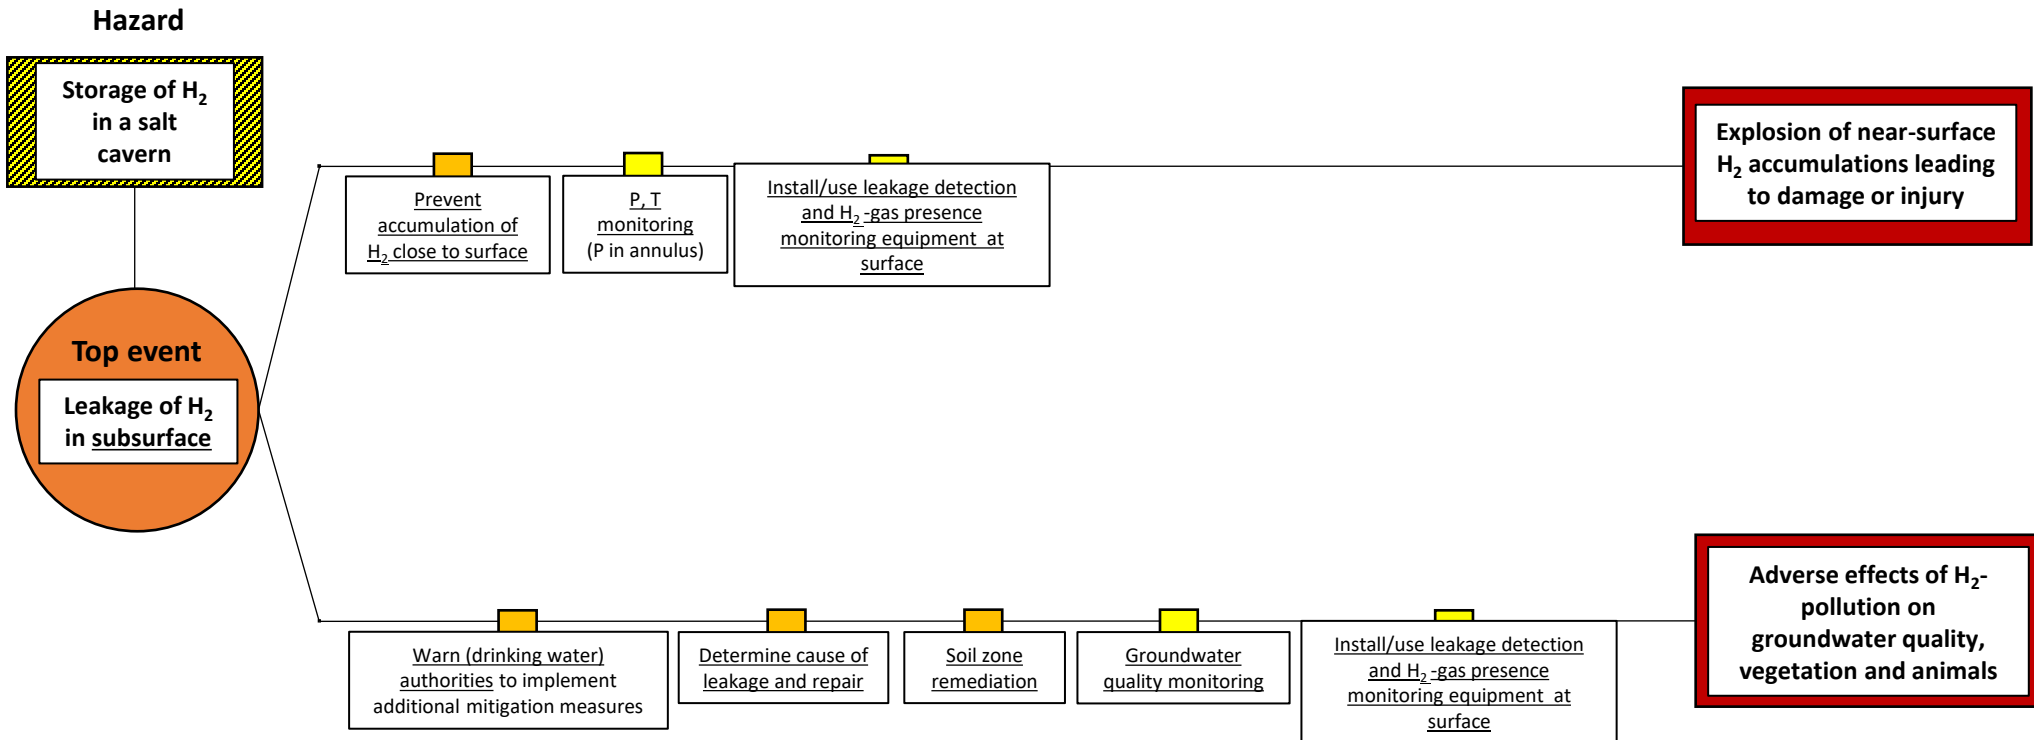 Hazard
Storage of H₂
in a salt
cavern
Top event
Leakage of H₂
in subsurface
Prevent
accumulation of
H₂ close to surface
P, T
monitoring
(P in annulus)
Install/use leakage detection
and H₂ -gas presence
monitoring equipment at
surface
Explosion of near-surface
H₂ accumulations leading
to damage or injury
Warn (drinking water)
authorities to implement
additional mitigation measures
Determine cause of
leakage and repair
Soil zone
remediation
Groundwater
quality monitoring
Install/use leakage detection
and H₂ -gas presence
monitoring equipment at
surface
Adverse effects of H₂-
pollution on
groundwater quality,
vegetation and animals